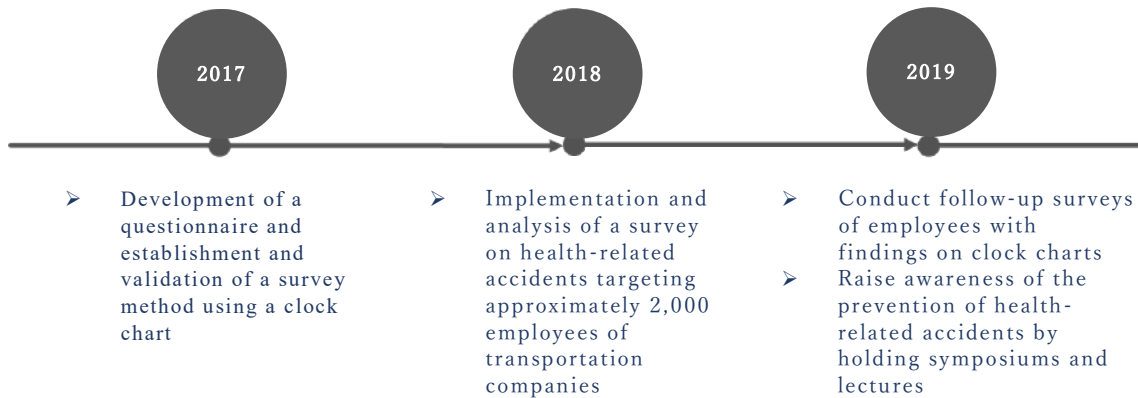 2017
2018
2019
➢ Development of a
questionnaire and
establishment and
validation of a survey
method using a clock
chart
➢ Implementation and
analysis of a survey
on health-related
accidents targeting
approximately 2,000
employees of
transportation
companies
➢ Conduct follow-up surveys
of employees with
findings on clock charts
➢ Raise awareness of the
prevention of health-
related accidents by
holding symposiums and
lectures